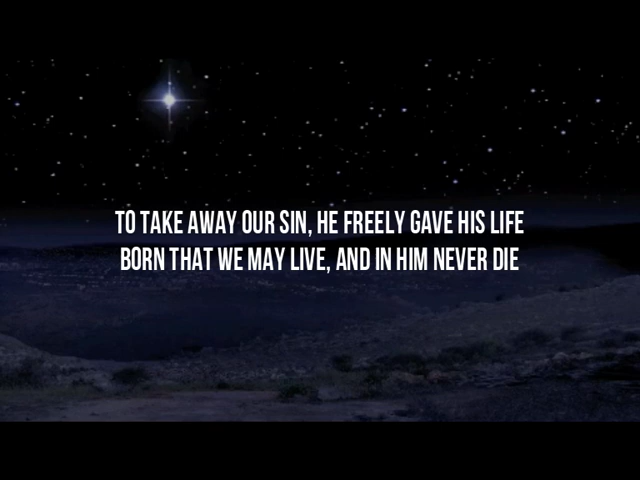 TO TAKE AWAY OUR SIN, HE FREELY GAVE HIS LIFE
BORN THAT WE MAY LIVE, AND IN HIM NEVER DIE